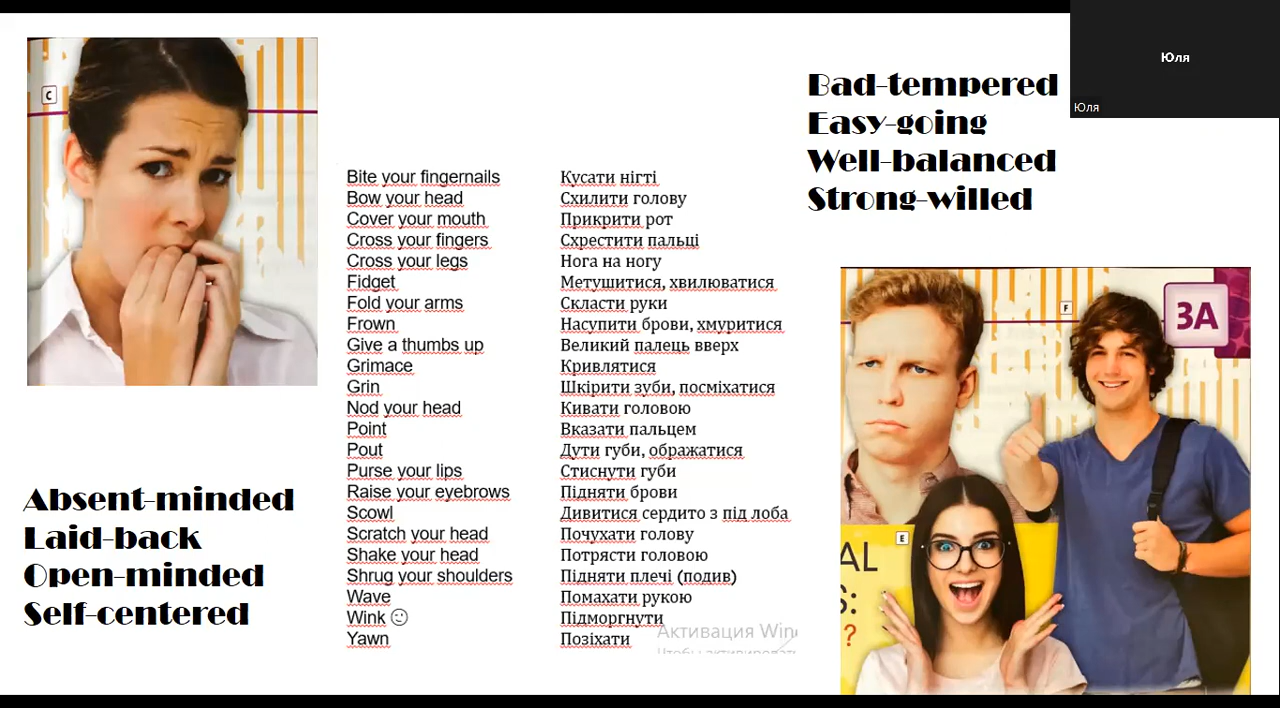 C
Absent-minded
Laid-back
Open-minded
Self-centered
Bite your fingernails Кусати нігті
Bow your head Схилити голову
Cover your mouth Прикрити рот
Cross your fingers Схрестити пальці
Cross your legs Нога на ногу
Fidget Метушитися, хвилюватися
Fold your arms Скласти руки
Frown Насупити брови, хмуритися
Give a thumbs up Великий палець вверх
Grimace Кривлятися
Grin Шкірити зуби, посміхатися
Nod your head Кивати головою
Point Вказати пальцем
Pout Дути губи, ображатися
Purse your lips Стиснути губи
Raise your eyebrows Підняти брови
Scowl Дивитися сердито з під лоба
Scratch your head Почухати голову
Shake your head Потрясти головою
Shrug your shoulders Підняти плечі (подив)
Wave Помахати рукою
Wink Підморгнути
Yawn Позіхати
Активация Win
Bad-tempered
Easy-going
Well-balanced
Strong-willed
Юля
Юля
F
3A
E
AL
S:
?